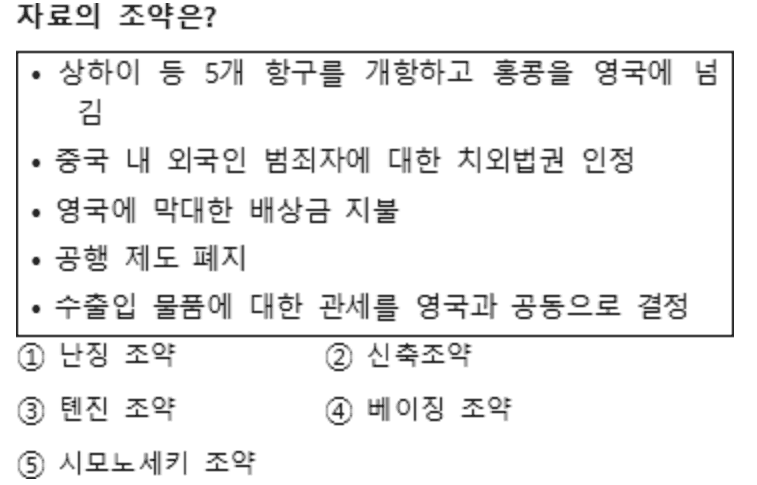 자료의 조약은?
• 상하이 등 5개 항구를 개항하고 홍콩을 영국에 넘
김
• 중국 내 외국인 범죄자에 대한 치외법권 인정
• 영국에 막대한 배상금 지불
• 공행 제도 폐지
• 수출입 물품에 대한 관세를 영국과 공동으로 결정
① 난징 조약 ② 신축조약
③ 톈진 조약 ④ 베이징 조약
⑤ 시모노세키 조약